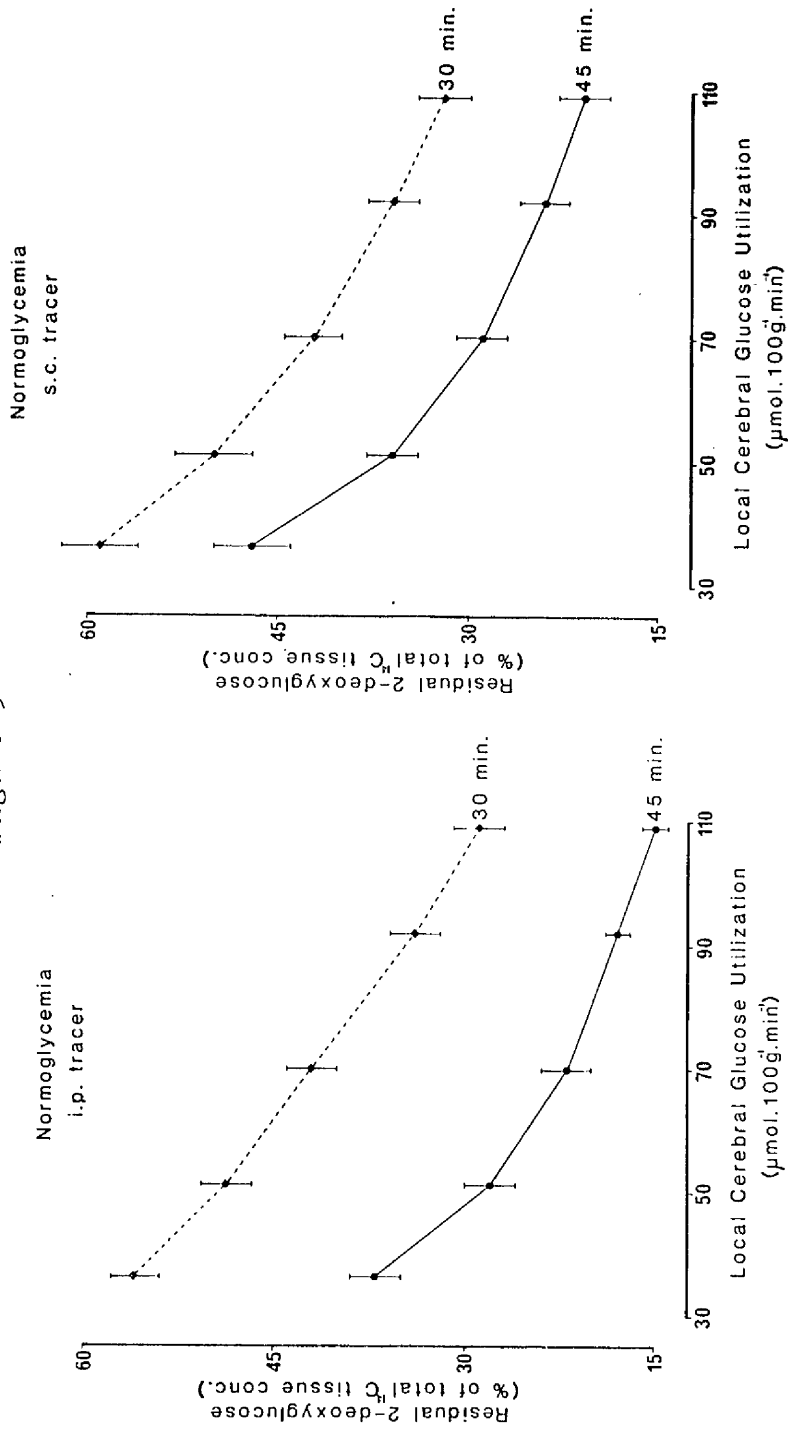 Normoglycemia
i.p. tracer
Residual 2-deoxyglucose
(% of total ¹⁴C tissue conc.)
60
45
30
15
30 min.
45 min.
30
50
70
90
110
Local Cerebral Glucose Utilization
(µmol.100g⁻¹.min⁻¹)
Normoglycemia
s.c. tracer
Residual 2-deoxyglucose
(% of total ¹⁴C tissue conc.)
60
45
30
15
30 min.
45 min.
30
50
70
90
110
Local Cerebral Glucose Utilization
(µmol.100g⁻¹.min⁻¹)